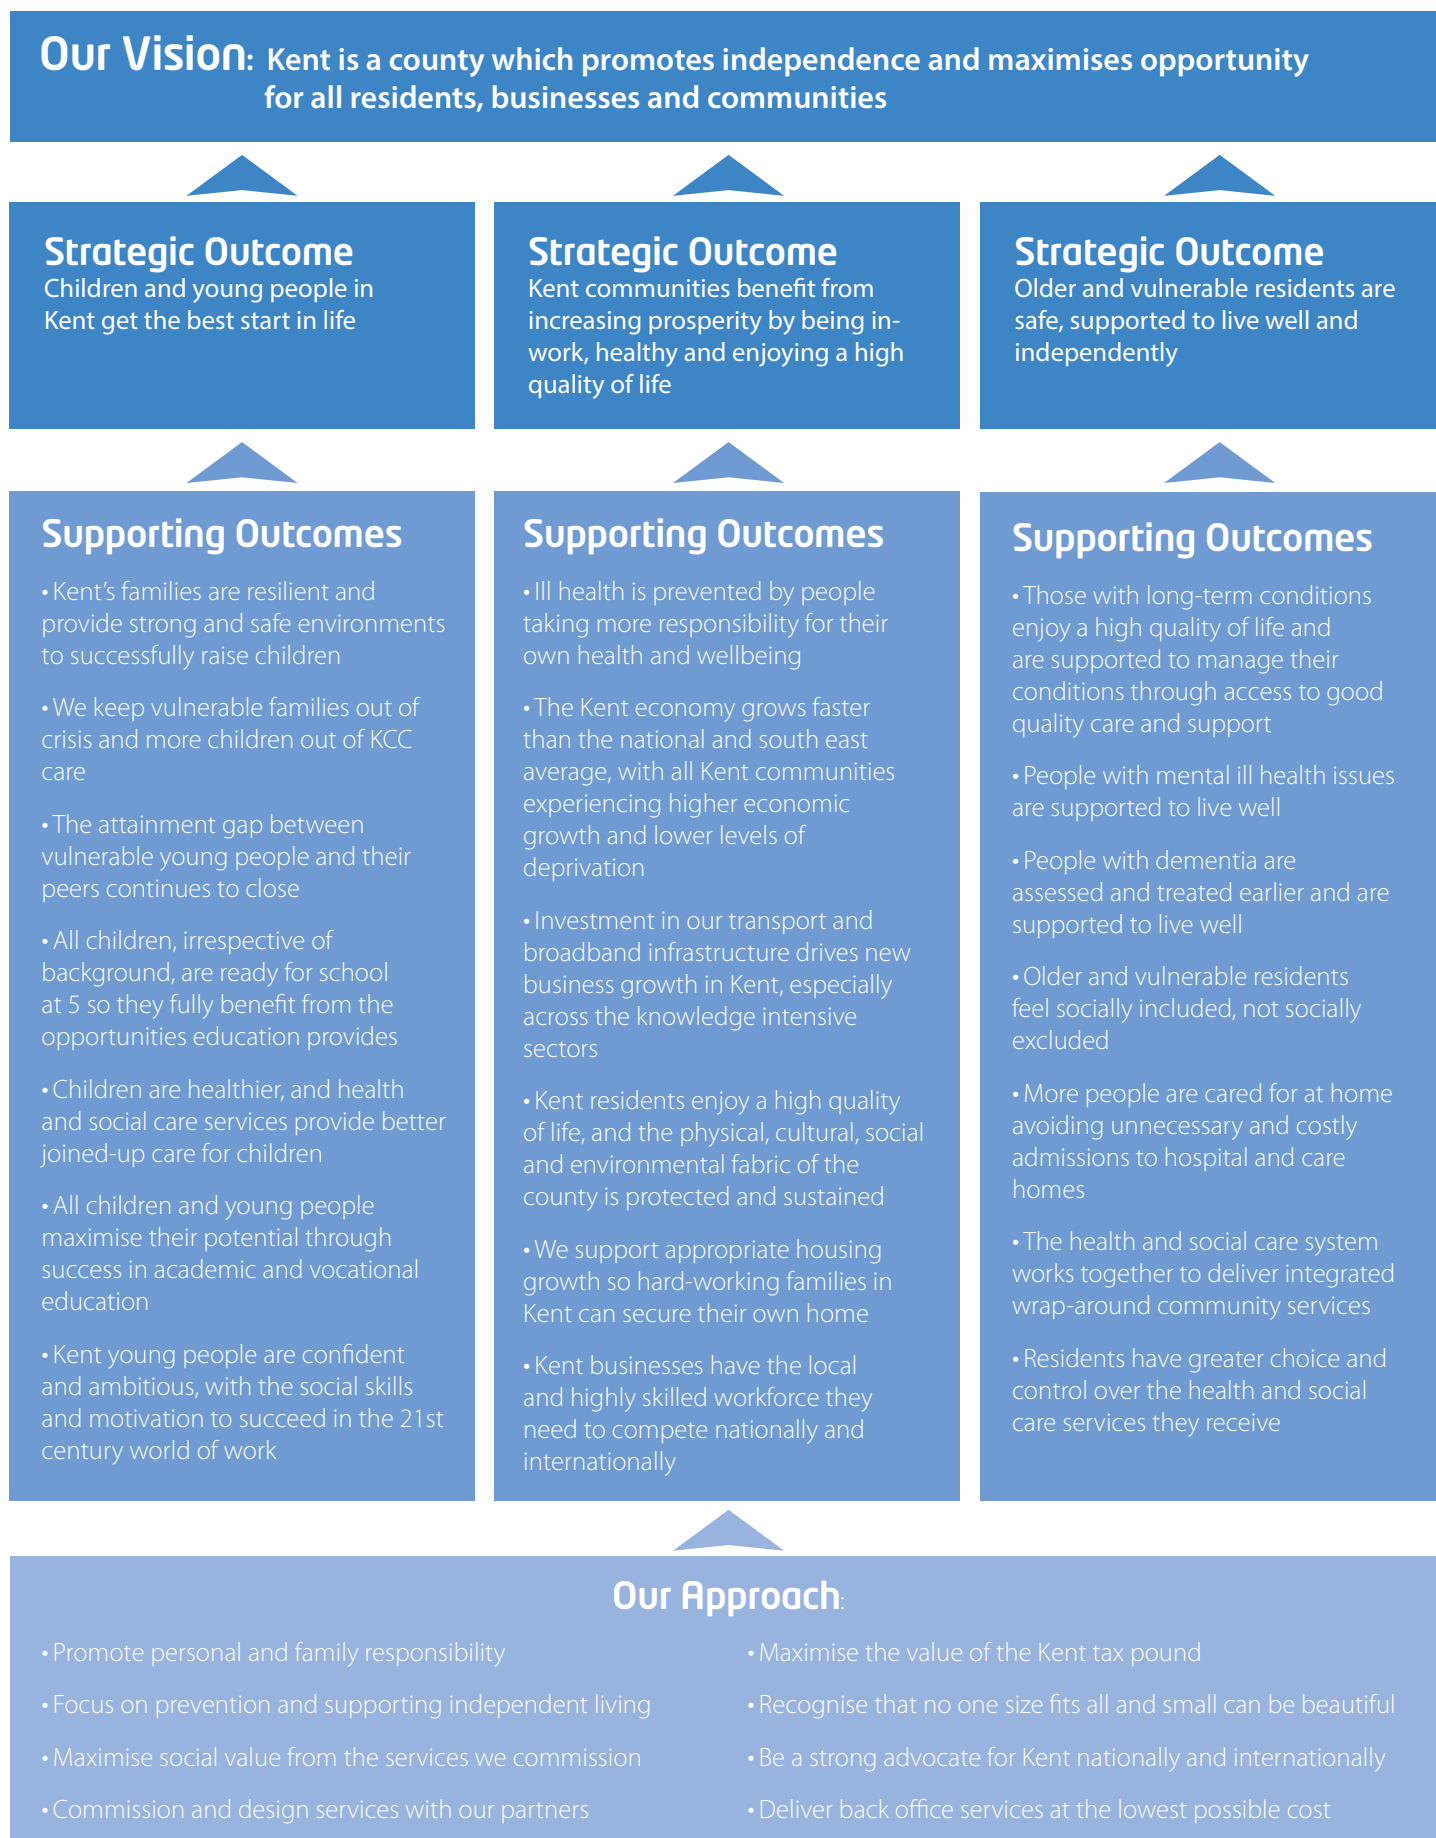 Our Vision: Kent is a county which promotes independence and maximises opportunity
for all residents, businesses and communities
Strategic Outcome
Children and young people in
Kent get the best start in life
Strategic Outcome
Kent communities benefit from
increasing prosperity by being in-
work, healthy and enjoying a high
quality of life
Strategic Outcome
Older and vulnerable residents are
safe, supported to live well and
independently
Supporting Outcomes
• Kent’s families are resilient and
provide strong and safe environments
to successfully raise children
• We keep vulnerable families out of
crisis and more children out of KCC
care
• The attainment gap between
vulnerable young people and their
peers continues to close
• All children, irrespective of
background, are ready for school
at 5 so they fully benefit from the
opportunities education provides
• Children are healthier, and health
and social care services provide better
joined-up care for children
• All children and young people
maximise their potential through
success in academic and vocational
education
• Kent young people are confident
and ambitious, with the social skills
and motivation to succeed in the 21st
century world of work
Supporting Outcomes
• Ill health is prevented by people
taking more responsibility for their
own health and wellbeing
• The Kent economy grows faster
than the national and south east
average, with all Kent communities
experiencing higher economic
growth and lower levels of
deprivation
• Investment in our transport and
broadband infrastructure drives new
business growth in Kent, especially
across the knowledge intensive
sectors
• Kent residents enjoy a high quality
of life, and the physical, cultural, social
and environmental fabric of the
county is protected and sustained
• We support appropriate housing
growth so hard-working families in
Kent can secure their own home
• Kent businesses have the local
and highly skilled workforce they
need to compete nationally and
internationally
Supporting Outcomes
• Those with long-term conditions
enjoy a high quality of life and
are supported to manage their
conditions through access to good
quality care and support
• People with mental ill health issues
are supported to live well
• People with dementia are
assessed and treated earlier and are
supported to live well
• Older and vulnerable residents
feel socially included, not socially
excluded
• More people are cared for at home
avoiding unnecessary and costly
admissions to hospital and care
homes
• The health and social care system
works together to deliver integrated
wrap-around community services
• Residents have greater choice and
control over the health and social
care services they receive
Our Approach:
• Promote personal and family responsibility
• Focus on prevention and supporting independent living
• Maximise social value from the services we commission
• Commission and design services with our partners
• Maximise the value of the Kent tax pound
• Recognise that no one size fits all and small can be beautiful
• Be a strong advocate for Kent nationally and internationally
• Deliver back office services at the lowest possible cost